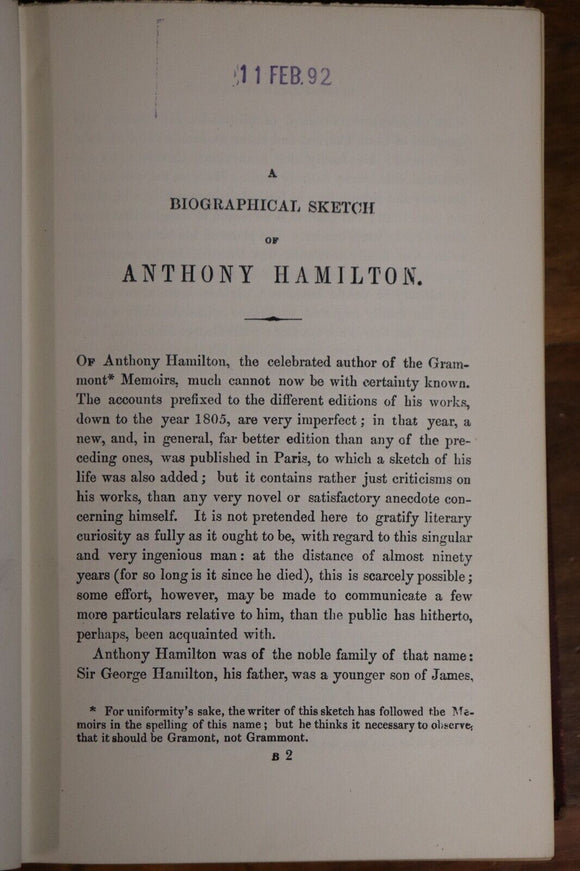 11 FEB. 92
A
BIOGRAPHICAL SKETCH
OF
ANTHONY HAMILTON.
OF Anthony Hamilton, the celebrated author of the Gram-
mont* Memoirs, much cannot now be with certainty known.
The accounts prefixed to the different editions of his works,
down to the year 1805, are very imperfect; in that year, a
new, and, in general, far better edition than any of the pre-
ceding ones, was published in Paris, to which a sketch of his
life was also added; but it contains rather just criticisms on
his works, than any very novel or satisfactory anecdote con-
cerning himself. It is not pretended here to gratify literary
curiosity as fully as it ought to be, with regard to this singular
and very ingenious man: at the distance of almost ninety
years (for so long is it since he died), this is scarcely possible;
some effort, however, may be made to communicate a few
more particulars relative to him, than the public has hitherto,
perhaps, been acquainted with.
Anthony Hamilton was of the noble family of that name:
Sir George Hamilton, his father, was a younger son of James,
* For uniformity's sake, the writer of this sketch has followed the Me-
moirs in the spelling of this name; but he thinks it necessary to observe,
that it should be Gramont, not Grammont.
B 2